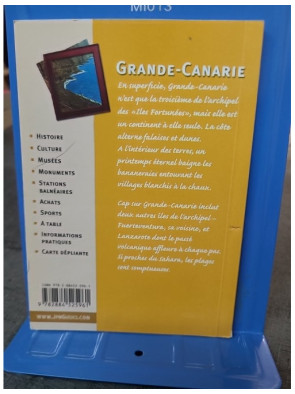 MIU13
GRANDE-CANARIE
En superficie, Grande-Canarie
n'est que la troisième de l'archipel
des «Iles Fortunées», mais elle est
un continent à elle seule. La côte
alterne falaises et dunes.
A l'intérieur des terres, un
printemps éternel baigne les
bananeraies entourant les
villages blanchis à la chaux.
Cap sur Grande-Canarie inclut
deux autres îles de l'archipel –
Fuerteventura, sa voisine, et
Lanzarote dont le passé
volcanique affleure à chaque pas.
Si proches du Sahara, les plages
sont somptueuses.
HISTOIRE
CULTURE
MUSÉES
MONUMENTS
STATIONS
BALNÉAIRES
ACHATS
SPORTS
À TABLE
INFORMATIONS
PRATIQUES
CARTE DÉPLIANTE
WWW.JPMGUIDES.COM